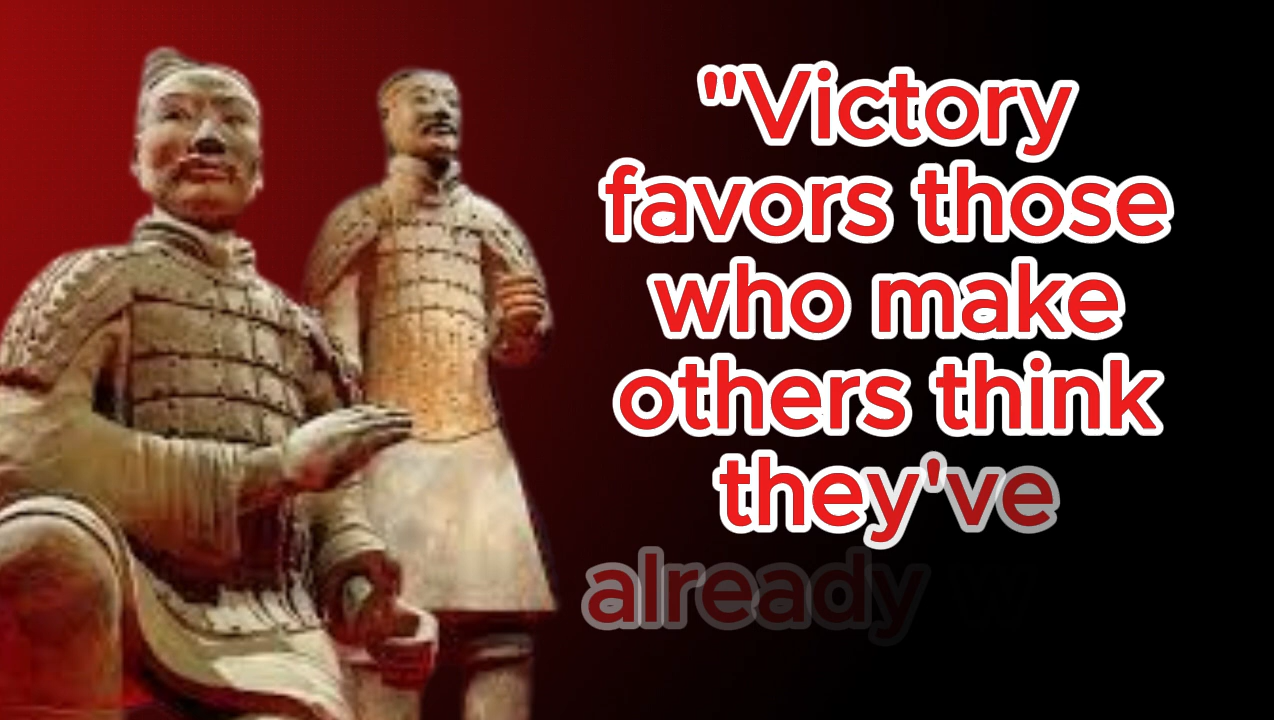 "Victory
favors those
who make
others think
they've
already w